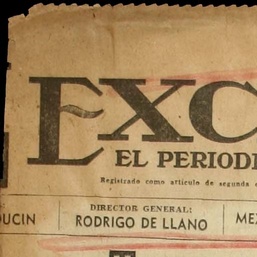 EXC
EL PERIODI
Registrado como artículo de segunda c
DUCIN DIRECTOR GENERAL: MEX
RODRIGO DE LLANO